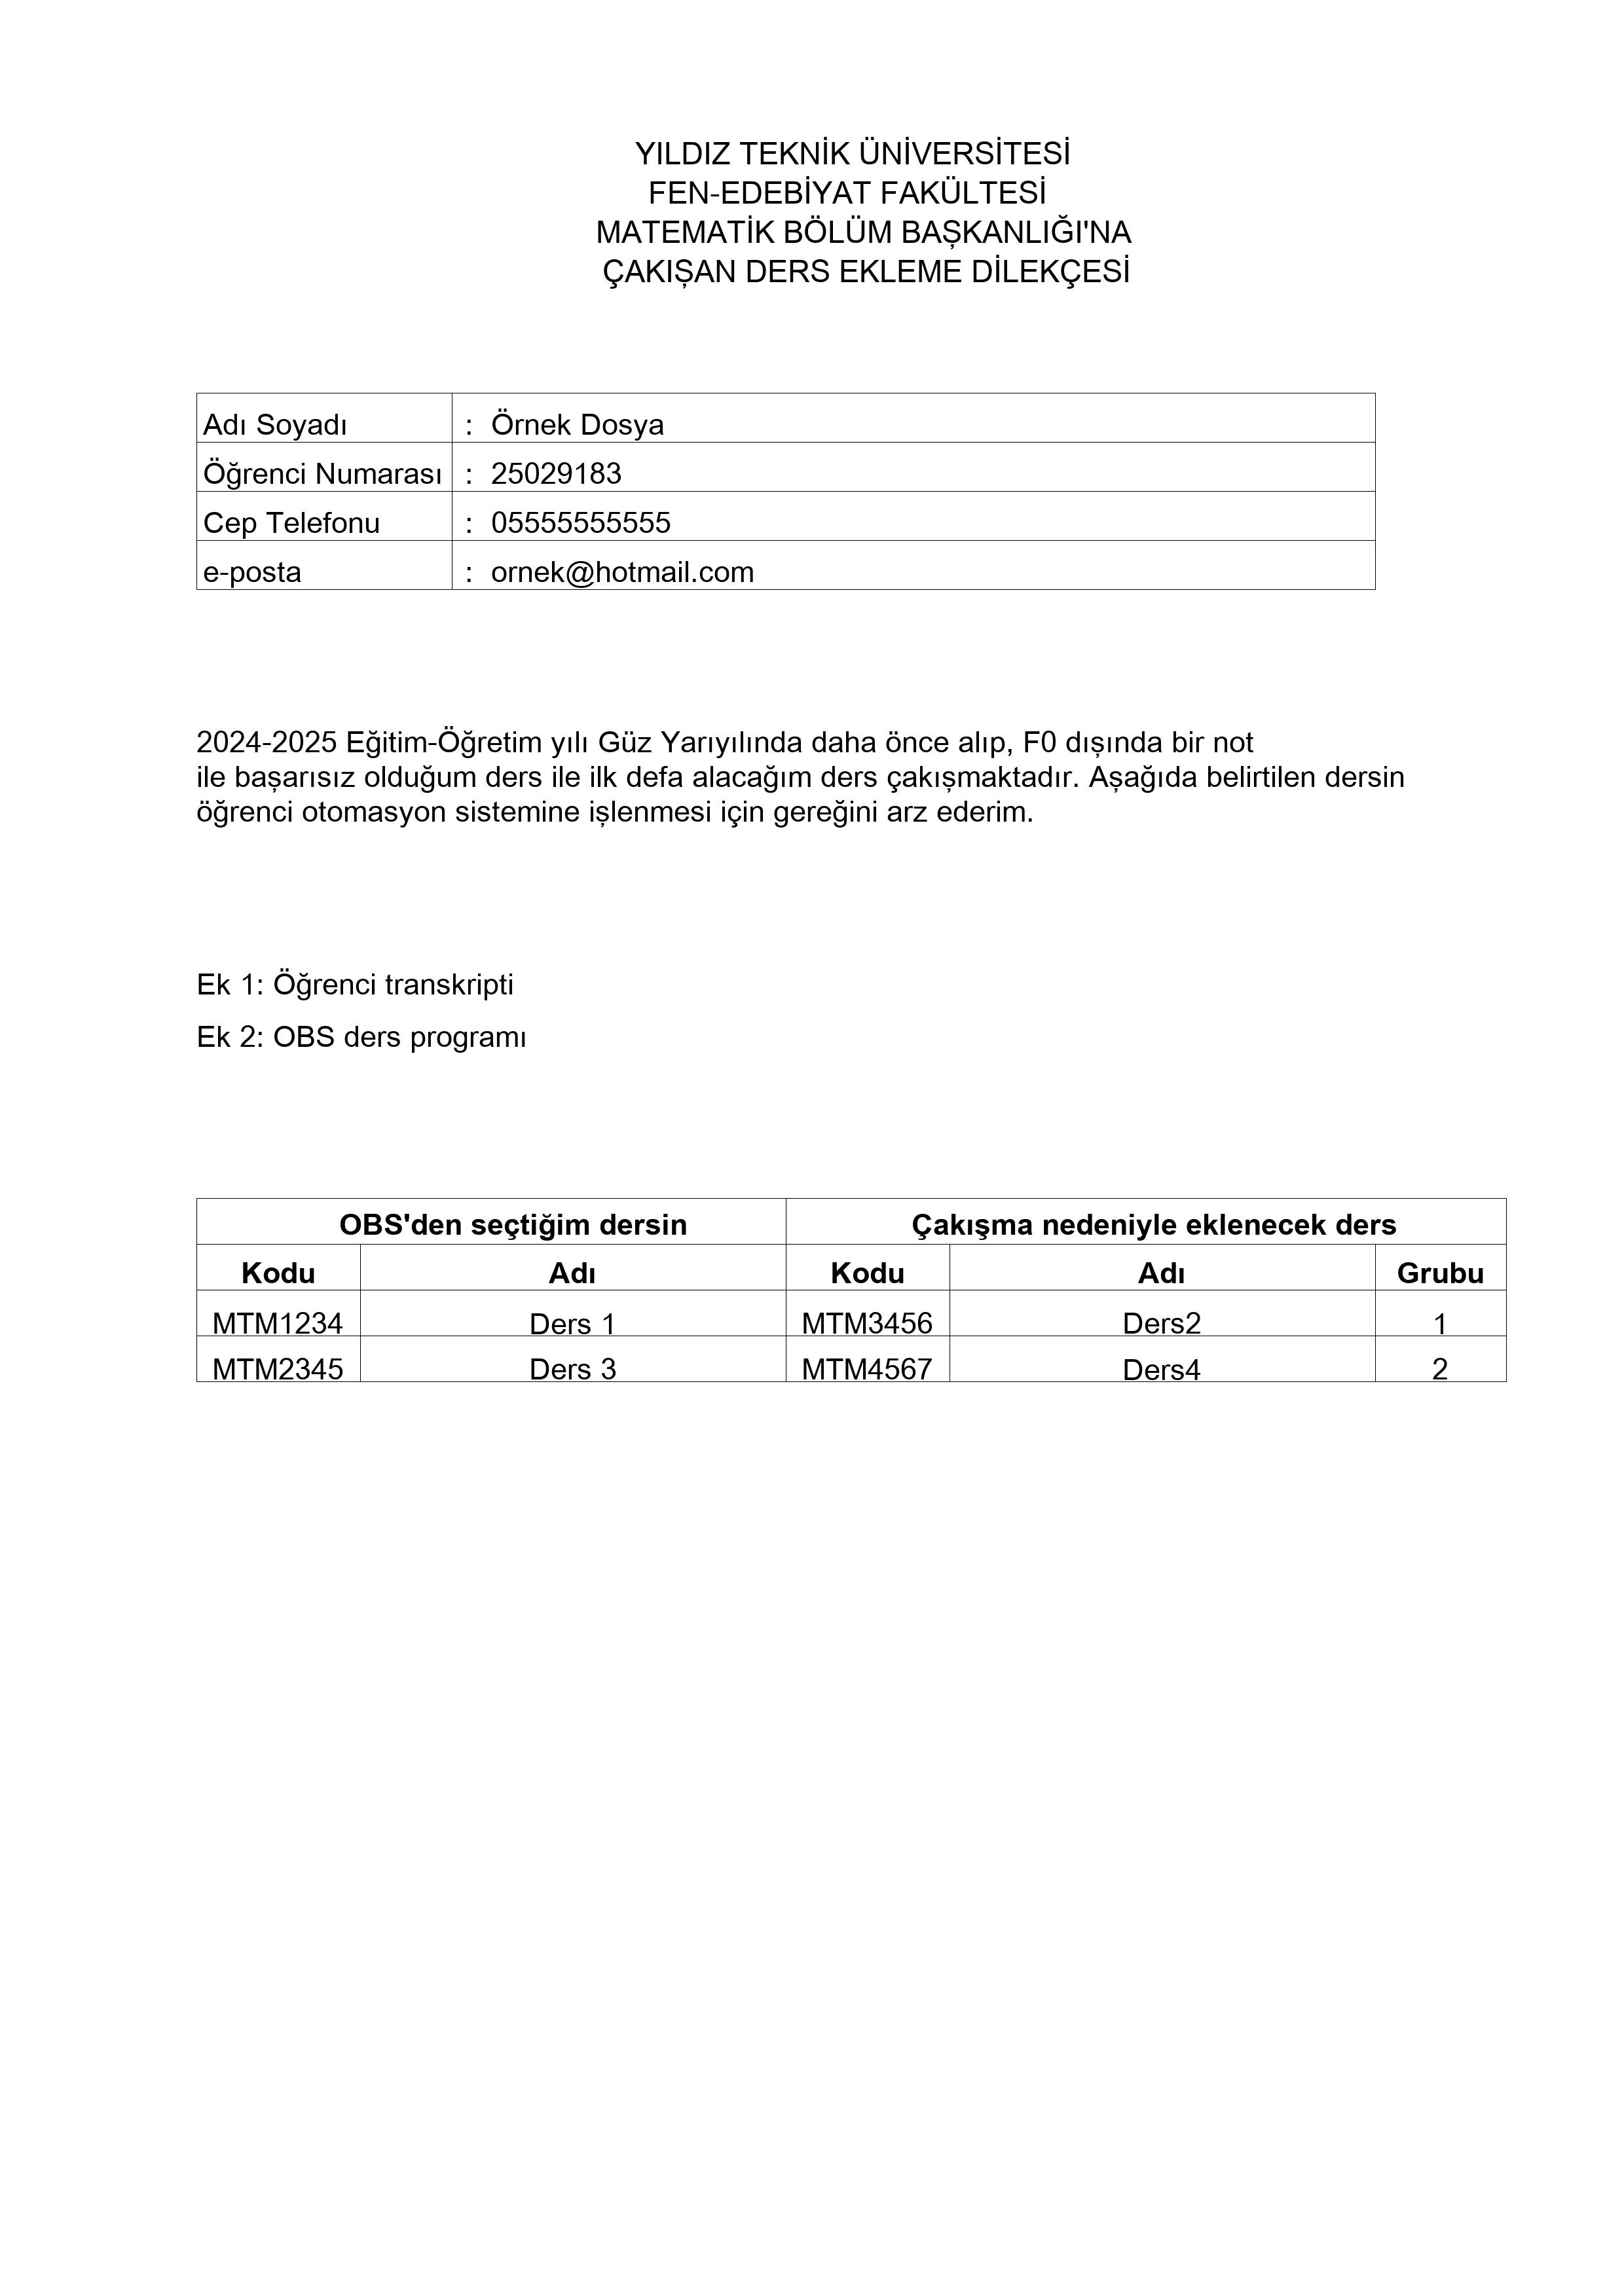 YILDIZ TEKNİK ÜNİVERSİTESİ
FEN-EDEBİYAT FAKÜLTESİ
MATEMATİK BÖLÜM BAŞKANLIĞI'NA
ÇAKIŞAN DERS EKLEME DİLEKÇESİ
Adı Soyadı : Örnek Dosya
Öğrenci Numarası : 25029183
Cep Telefonu : 05555555555
e-posta : ornek@hotmail.com
2024-2025 Eğitim-Öğretim yılı Güz Yarıyılında daha önce alıp, F0 dışında bir not
ile başarısız olduğum ders ile ilk defa alacağım ders çakışmaktadır. Aşağıda belirtilen dersin
öğrenci otomasyon sistemine işlenmesi için gereğini arz ederim.
Ek 1: Öğrenci transkripti
Ek 2: OBS ders programı
OBS'den seçtiğim dersin Çakışma nedeniyle eklenecek ders
Kodu Adı Kodu Adı Grubu
MTM1234 Ders 1 MTM3456 Ders2 1
MTM2345 Ders 3 MTM4567 Ders4 2